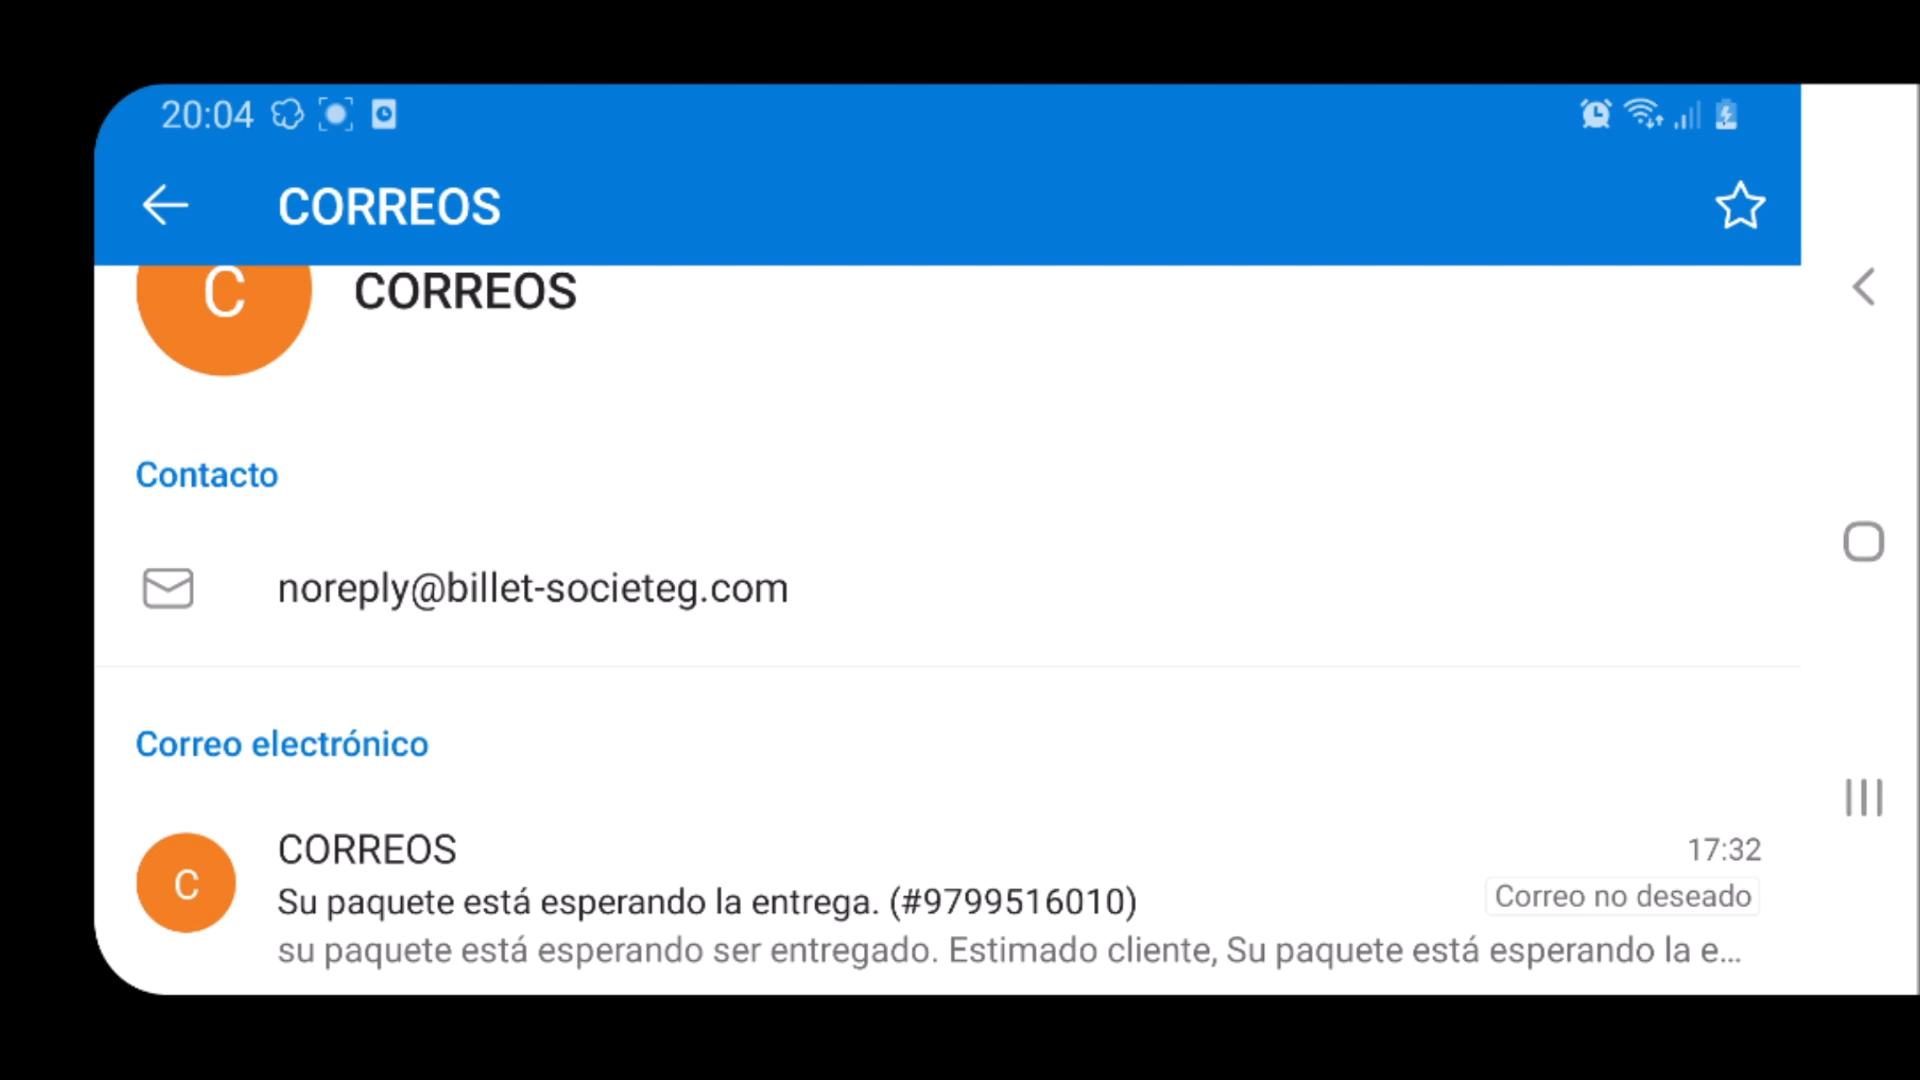 20:04
CORREOS
C
CORREOS
Contacto
noreply@billet-societeg.com
Correo electrónico
C
CORREOS
17:32
Su paquete está esperando la entrega. (#9799516010)
Correo no deseado
su paquete está esperando ser entregado. Estimado cliente, Su paquete está esperando la e...